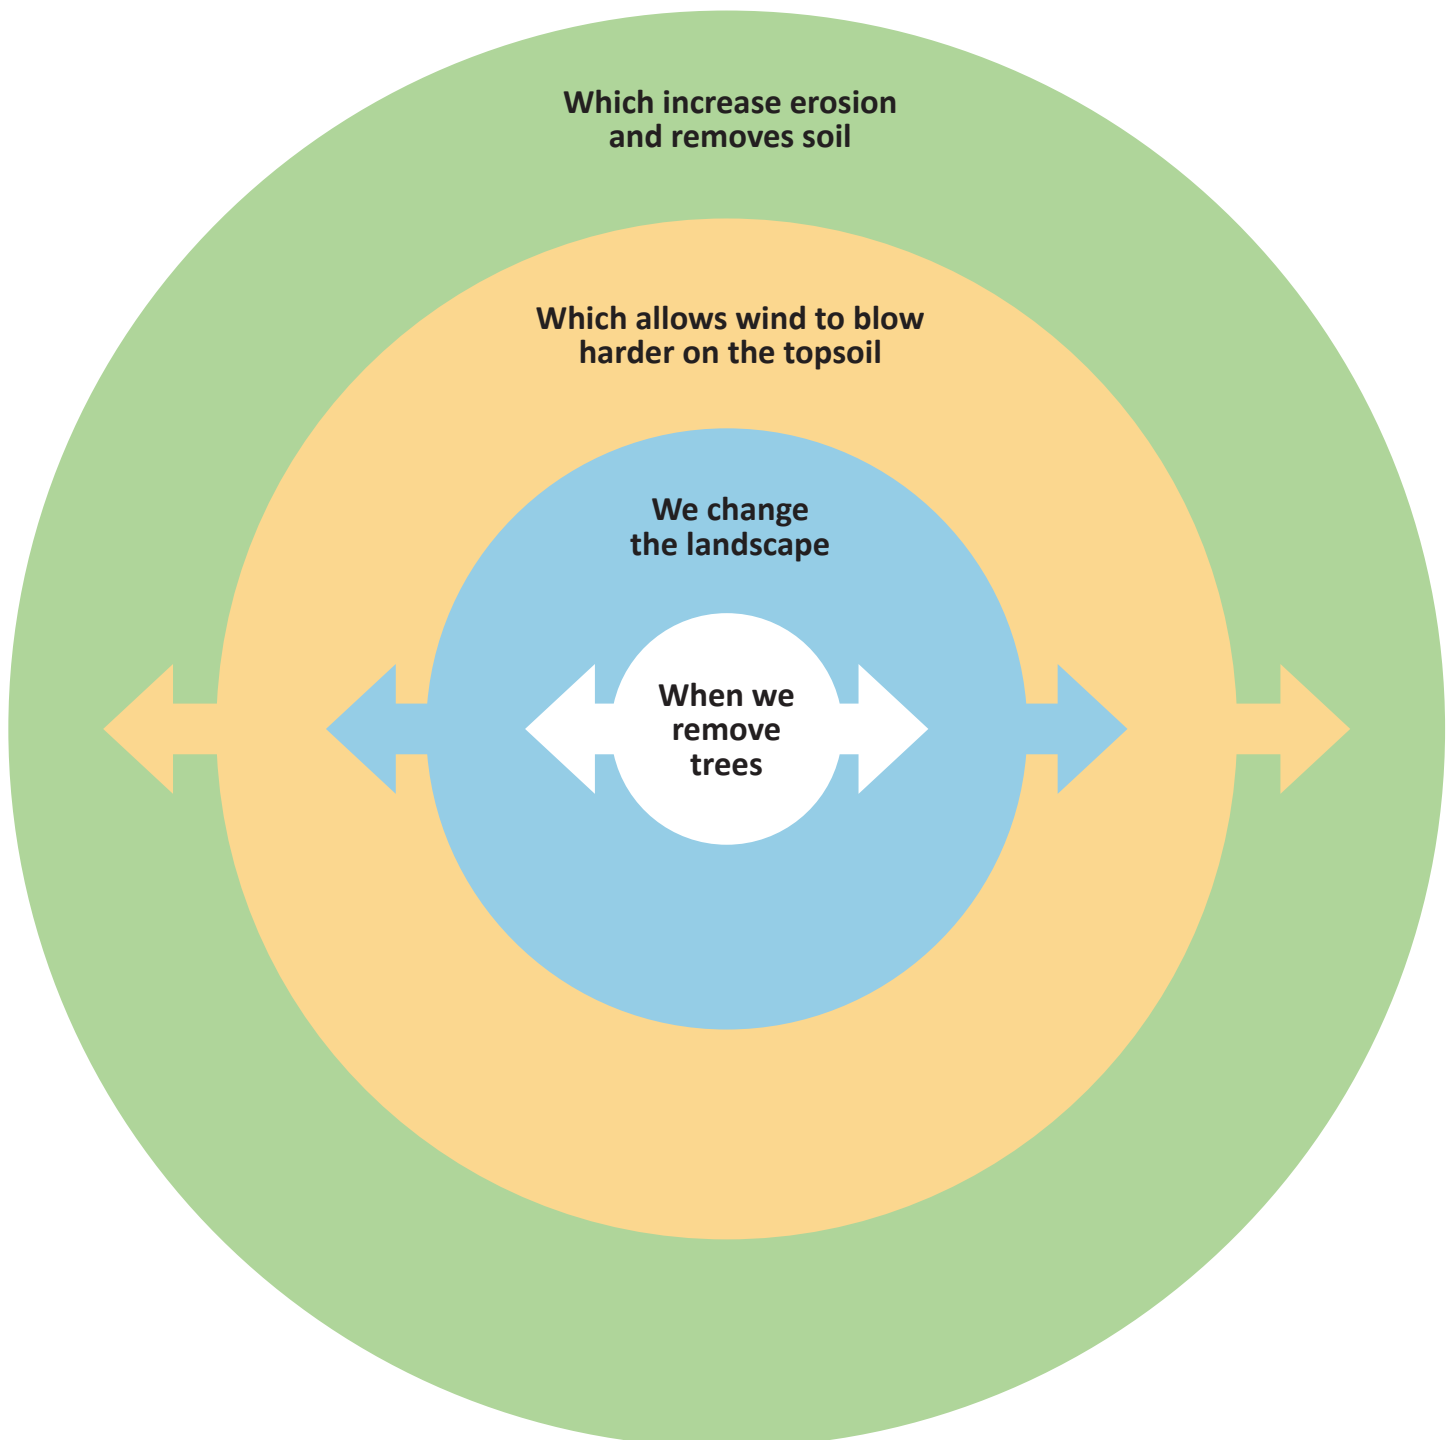 Which increase erosion
and removes soil
Which allows wind to blow
harder on the topsoil
We change
the landscape
When we
remove
trees